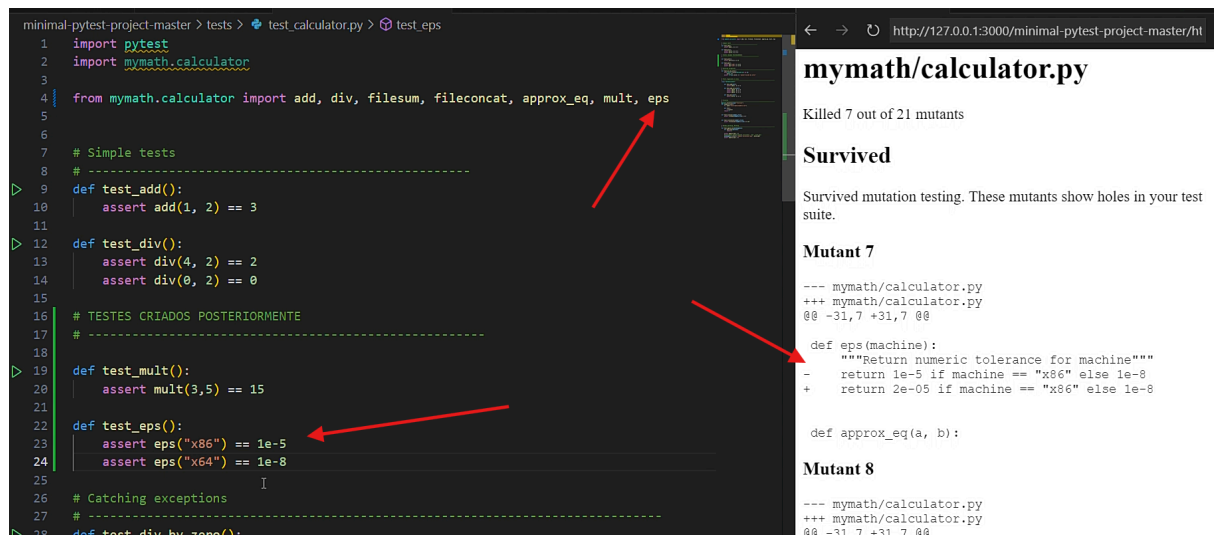 minimal-pytest-project-master > tests > test_calculator.py > test_eps
1 import pytest
2 import mymath.calculator
3
4 from mymath.calculator import add, div, filesum, fileconcat, approx_eq, mult, eps
5
6
7 # Simple tests
8 # ---------------------------------------------------
9 def test_add():
10 assert add(1, 2) == 3
11
12 def test_div():
13 assert div(4, 2) == 2
14 assert div(0, 2) == 0
15
16 # TESTES CRIADOS POSTERIORMENTE
17 # -----------------------------------------------------
18
19 def test_mult():
20 assert mult(3,5) == 15
21
22 def test_eps():
23 assert eps("x86") == 1e-5
24 assert eps("x64") == 1e-8
25
26 # Catching exceptions
27 # ---------------------------------------------------------------------------
28 def test_div_by_zero():
http://127.0.0.1:3000/minimal-pytest-project-master/ht
mymath/calculator.py
Killed 7 out of 21 mutants
Survived
Survived mutation testing. These mutants show holes in your test
suite.
Mutant 7
--- mymath/calculator.py
+++ mymath/calculator.py
@@ -31,7 +31,7 @@
def eps(machine):
"""Return numeric tolerance for machine"""
- return 1e-5 if machine == "x86" else 1e-8
+ return 2e-05 if machine == "x86" else 1e-8
def approx_eq(a, b):
Mutant 8
--- mymath/calculator.py
+++ mymath/calculator.py
@@ -31,7 +31,7 @@